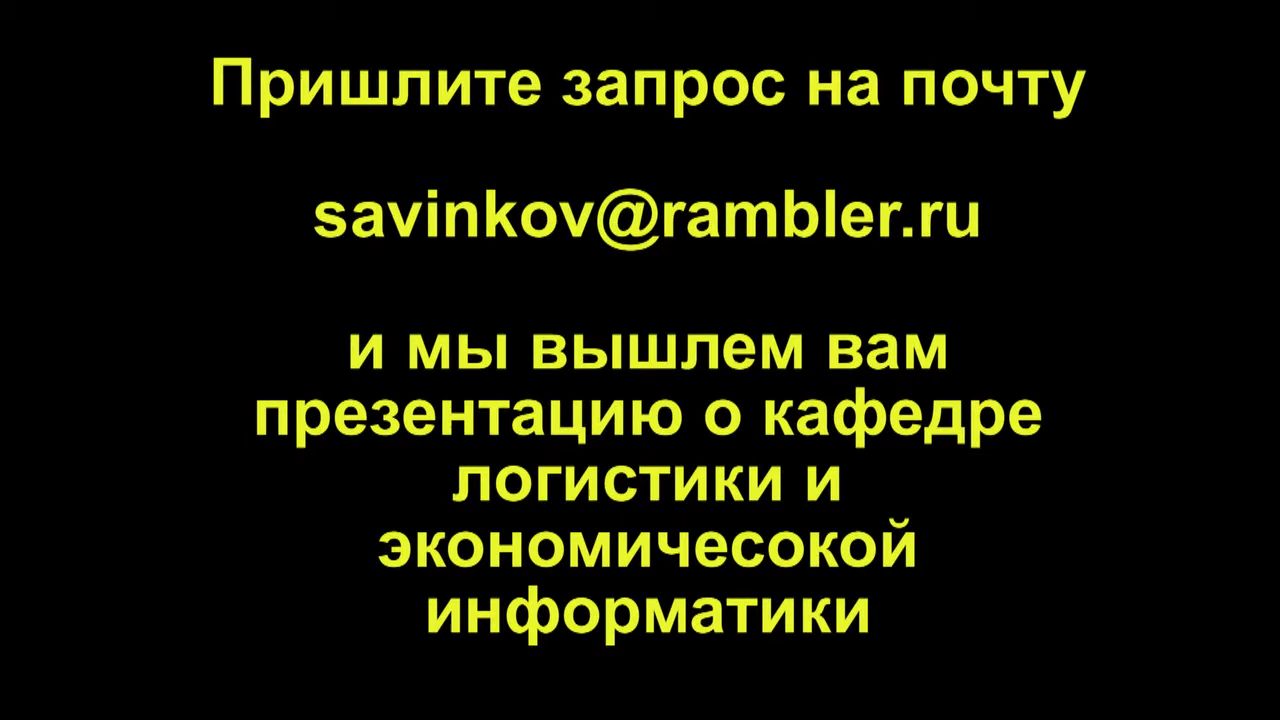 Пришлите запрос на почту
savinkov@rambler.ru
и мы вышлем вам
презентацию о кафедре
логистики и
экономичесокой
информатики